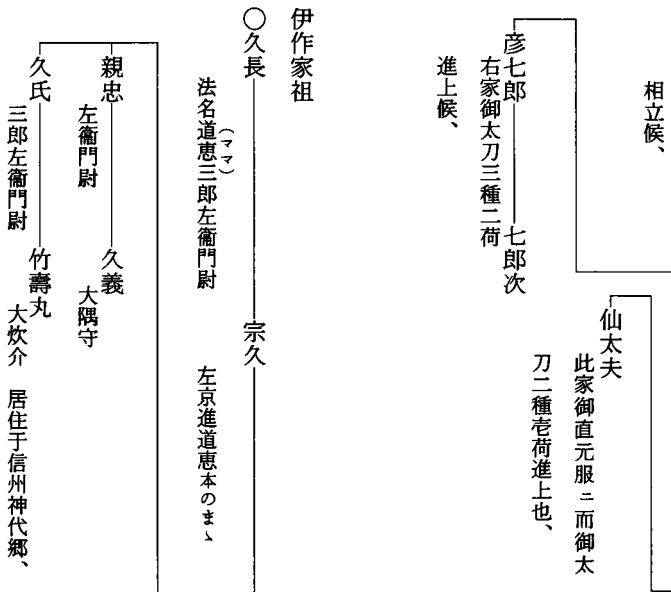 相立候、
仙太夫
此家御直元服ニ而御太
刀二種壱荷進上也、
彦七郎
七郎次
右家御太刀三種二荷
進上候、
伊作家祖
○久長
宗久
法名道恵三郎左衞門尉
(ママ)
左京進道恵本のまゝ
親忠
久義
左衞門尉
大隅守
久氏
竹壽丸
三郎左衞門尉
大炊介 居住于信州神代郷、